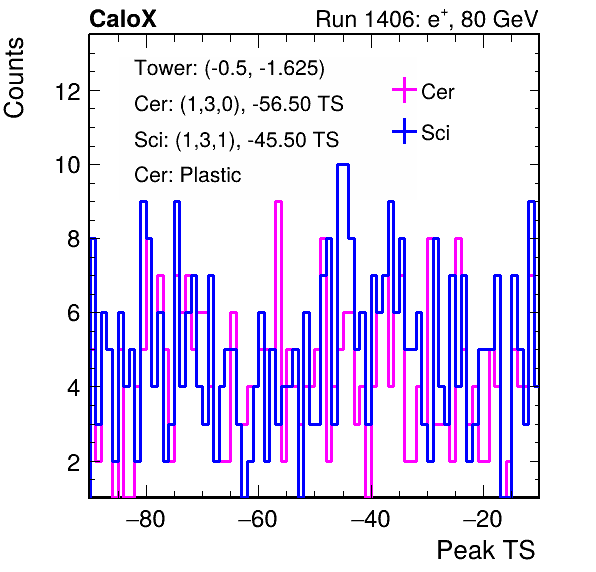 CaloX Run 1406: e+, 80 GeV
Counts
Tower: (-0.5, -1.625)
Cer: (1,3,0), -56.50 TS
Sci: (1,3,1), -45.50 TS
Cer: Plastic
Cer
Sci
12
10
8
6
4
2
−80 −60 −40 −20
Peak TS